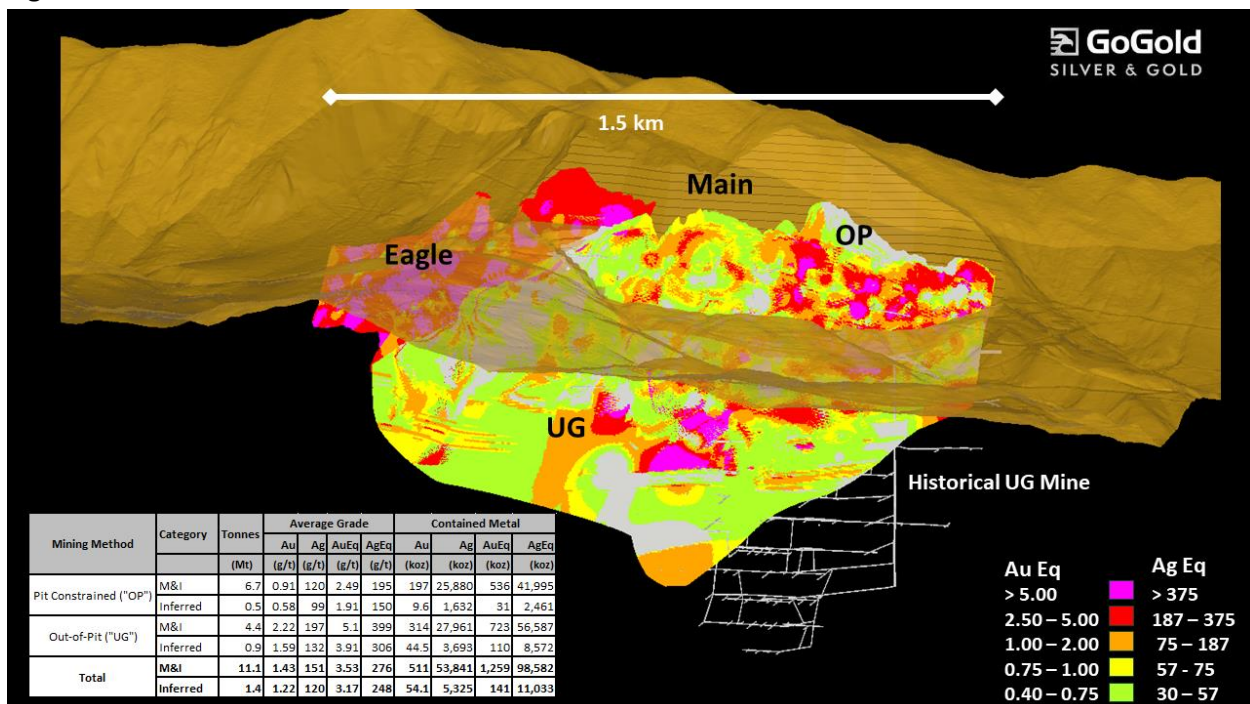 GoGold
SILVER & GOLD
1.5 km
Main
OP
Eagle
UG
Historical UG Mine
Mining Method Category Tonnes Average Grade Contained Metal
Au Ag AuEq AgEq Au Ag AuEq AgEq
(Mt) (g/t) (g/t) (g/t) (g/t) (koz) (koz) (koz) (koz)
Pit Constrained ("OP") M&I 6.7 0.91 120 2.49 195 197 25,880 536 41,995
Inferred 0.5 0.58 99 1.91 150 9.6 1,632 31 2,461
Out-of-Pit ("UG") M&I 4.4 2.22 197 5.1 399 314 27,961 723 56,587
Inferred 0.9 1.59 132 3.91 306 44.5 3,693 110 8,572
Total M&I 11.1 1.43 151 3.53 276 511 53,841 1,259 98,582
Inferred 1.4 1.22 120 3.17 248 54.1 5,325 141 11,033
Au Eq Ag Eq
> 5.00 > 375
2.50 – 5.00 187 – 375
1.00 – 2.00 75 – 187
0.75 – 1.00 57 - 75
0.40 – 0.75 30 – 57